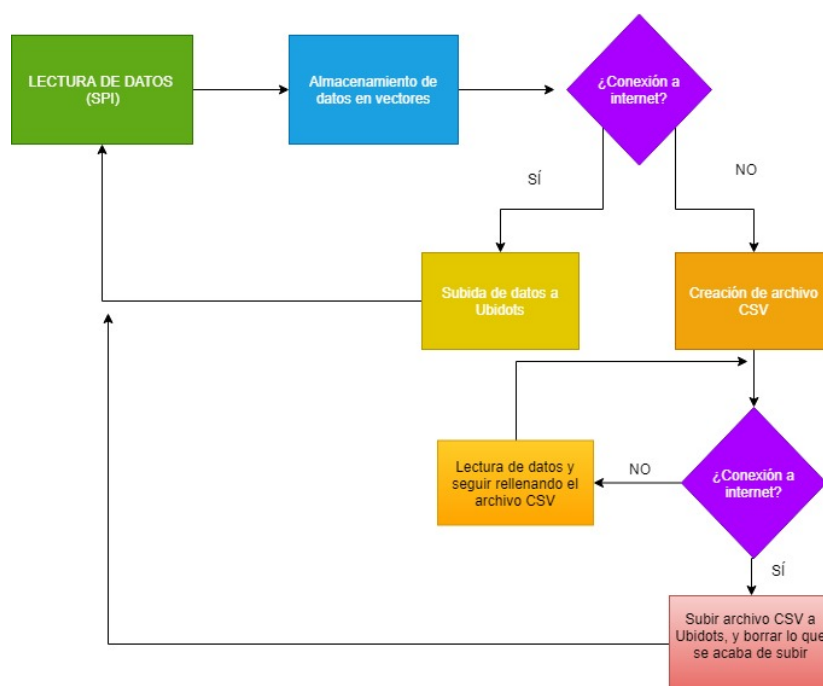 LECTURA DE DATOS
(SPI)
Almacenamiento de
datos en vectores
¿Conexión a
internet?
SÍ
NO
Subida de datos a
Ubidots
Creación de archivo
CSV
Lectura de datos y
seguir rellenando el
archivo CSV
NO
¿Conexión a
internet?
SÍ
Subir archivo CSV a
Ubidots, y borrar lo que
se acaba de subir